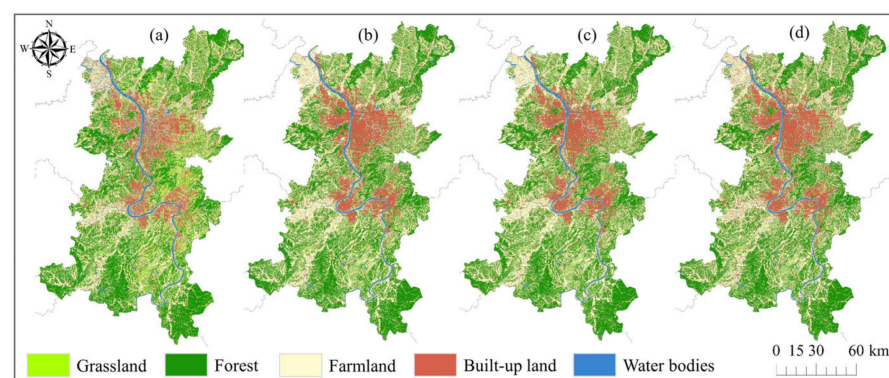 N
W E
S
(a) (b) (c) (d)
Grassland Forest Farmland Built-up land Water bodies
0 15 30 60 km